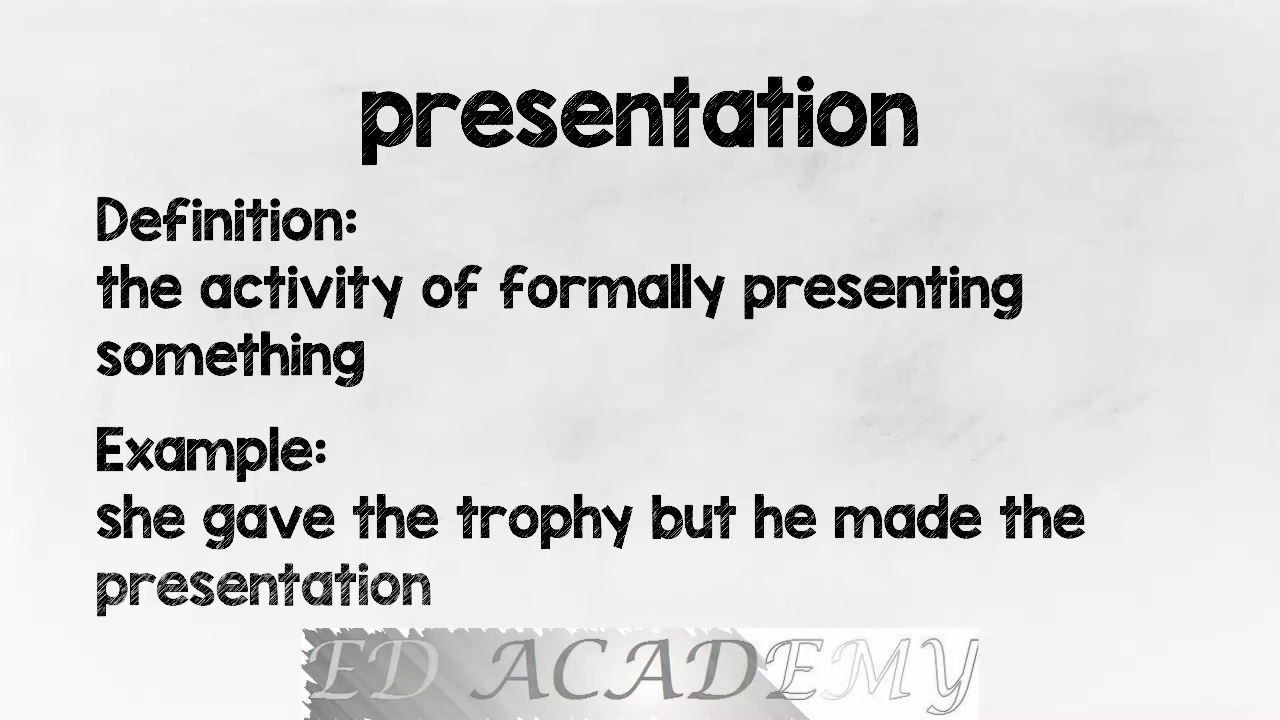 presentation
Definition:
the activity of formally presenting
something
Example:
she gave the trophy but he made the
presentation
ED ACADEMY